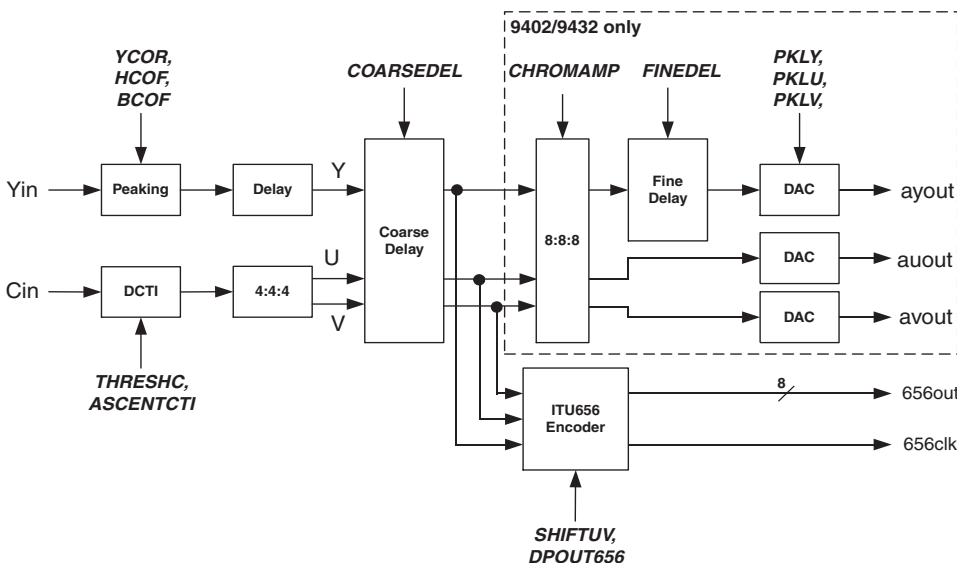 9402/9432 only
YCOR,
HCOF,
BCOF
COARSEDEL
CHROMAMP
FINEDEL
PKLY,
PKLU,
PKLV,
Yin
Peaking
Delay
Y
Coarse
Delay
8:8:8
Fine
Delay
DAC
ayout
Cin
DCTI
4:4:4
U
V
DAC
auout
DAC
avout
THRESHC,
ASCENTCTI
ITU656
Encoder
8
656out
656clk
SHIFTUV,
DPOUT656